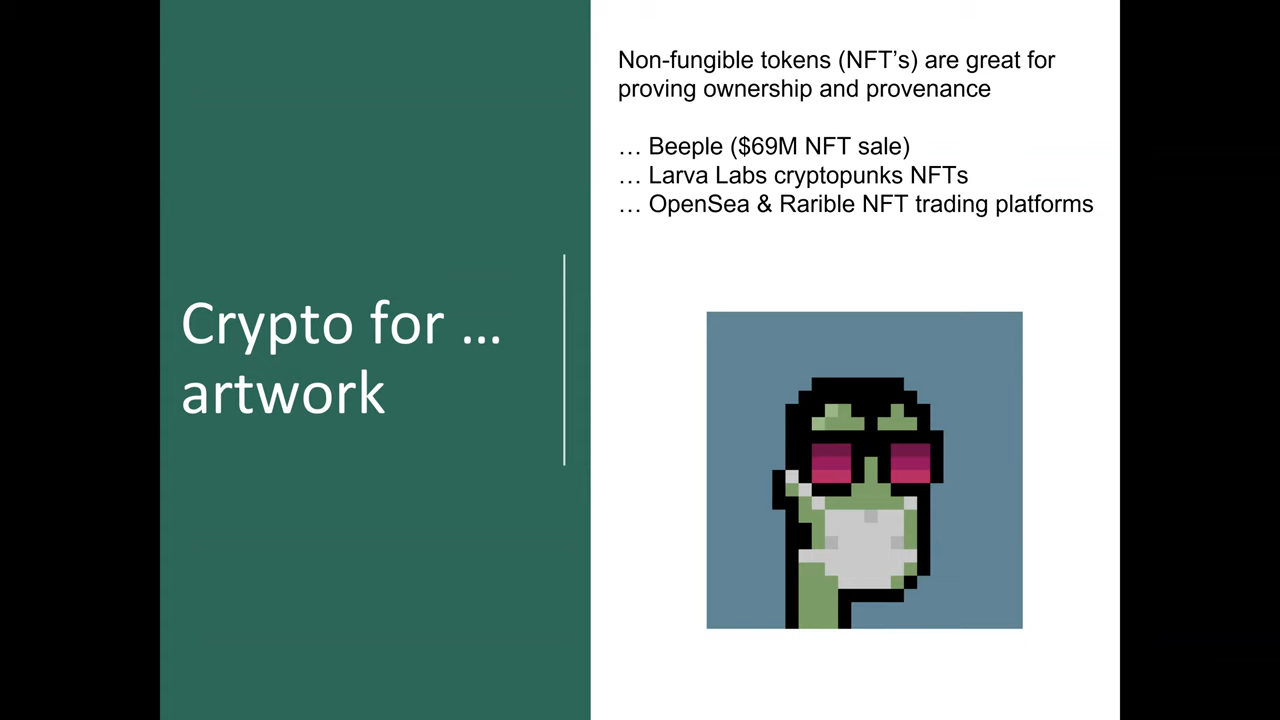 Crypto for …
artwork
Non-fungible tokens (NFT’s) are great for
proving ownership and provenance
… Beeple ($69M NFT sale)
… Larva Labs cryptopunks NFTs
… OpenSea & Rarible NFT trading platforms